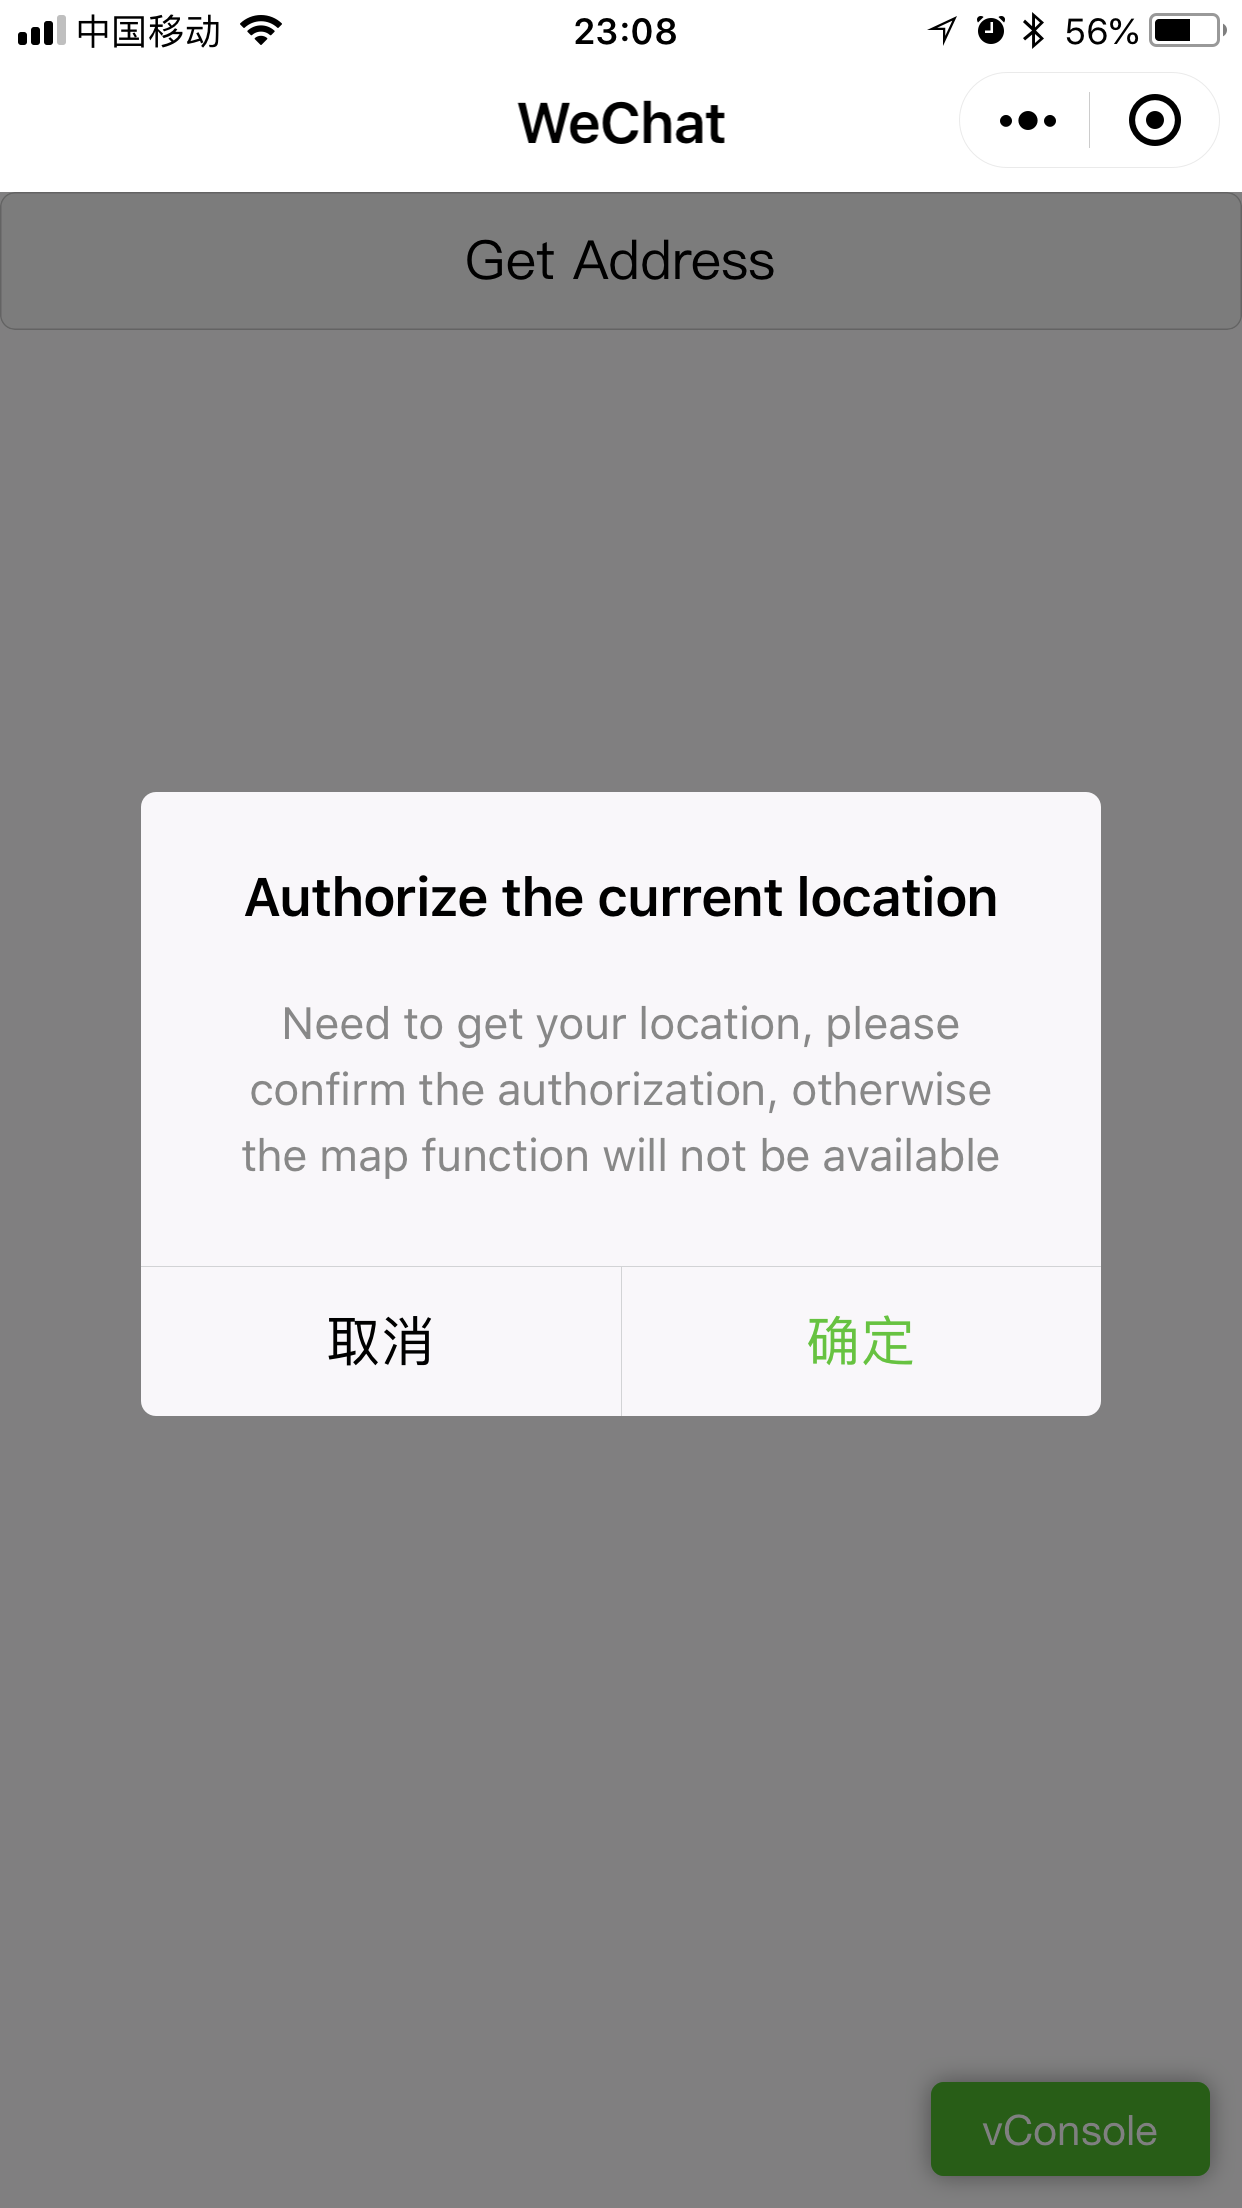 中国移动
23:08
56%
WeChat
Get Address
Authorize the current location
Need to get your location, please
confirm the authorization, otherwise
the map function will not be available
取消
确定
vConsole